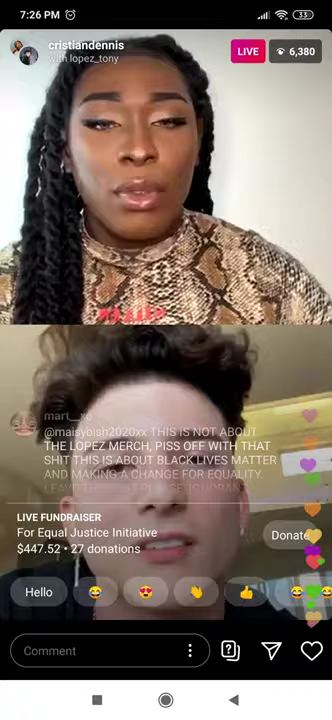 7:26 PM
33
cristiandennis
with lopez_tony
LIVE
6,380
mart__xo
@maisybish2020xx THIS IS NOT ABOUT
THE LOPEZ MERCH, PISS OFF WITH THAT
SHIT THIS IS ABOUT BLACK LIVES MATTER
AND MAKING A CHANGE FOR EQUALITY.
LIVE FUNDRAISER
For Equal Justice Initiative
$447.52 • 27 donations
Donate
Hello
Comment